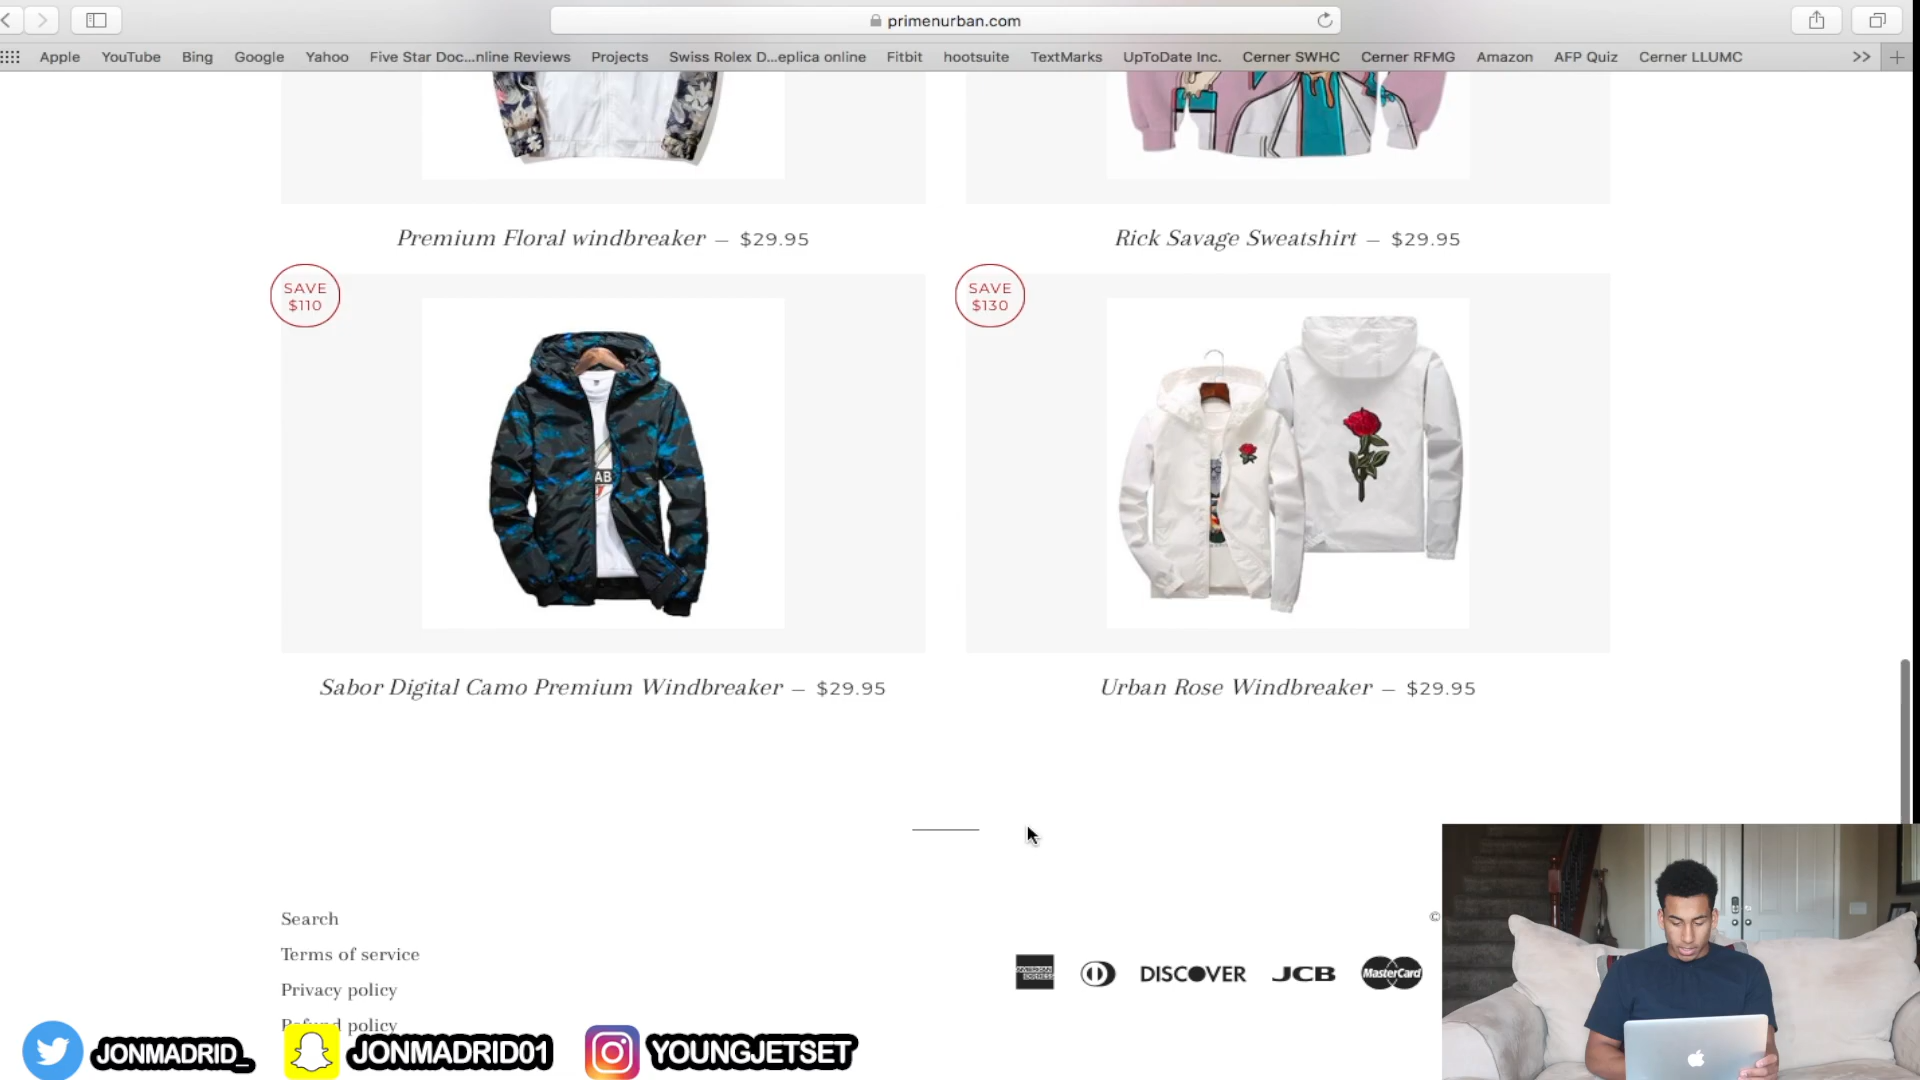 primenurban.com
Apple YouTube Bing Google Yahoo Five Star Doc...nline Reviews Projects Swiss Rolex D...eplica online Fitbit hootsuite TextMarks UpToDate Inc. Cerner SWHC Cerner RFMG Amazon AFP Quiz Cerner LLUMC >>
Premium Floral windbreaker — $29.95
Rick Savage Sweatshirt — $29.95
SAVE
$110
SAVE
$130
AB
Sabor Digital Camo Premium Windbreaker — $29.95
Urban Rose Windbreaker — $29.95
Search
Terms of service
Privacy policy
Refund policy
©
AMERICAN EXPRESS
DISCOVER JCB MasterCard
JONMADRID_ JONMADRID01 YOUNGJETSET